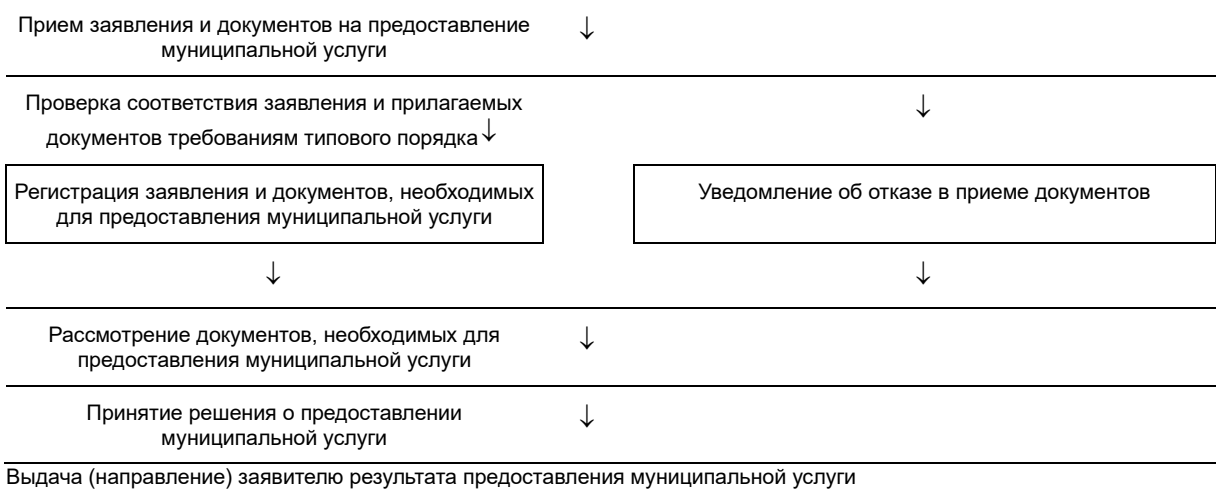 Прием заявления и документов на предоставление ↓
муниципальной услуги
Проверка соответствия заявления и прилагаемых ↓
документов требованиям типового порядка ↓
Регистрация заявления и документов, необходимых
для предоставления муниципальной услуги
Уведомление об отказе в приеме документов
↓ ↓
Рассмотрение документов, необходимых для ↓
предоставления муниципальной услуги
Принятие решения о предоставлении ↓
муниципальной услуги
Выдача (направление) заявителю результата предоставления муниципальной услуги